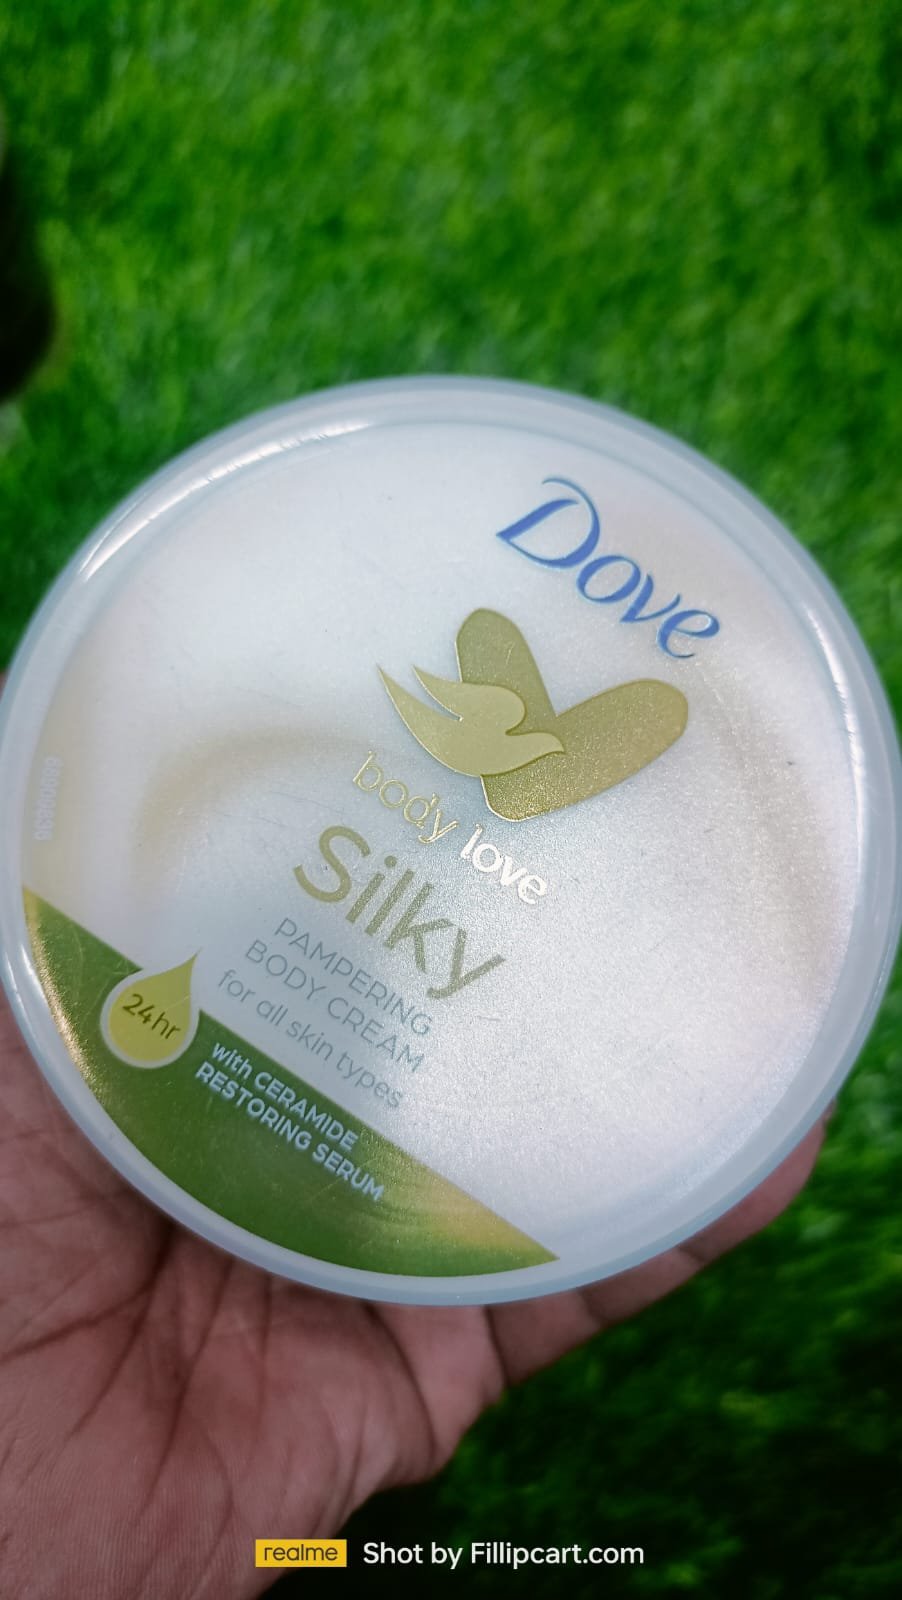 Dove
body love
Silky
PAMPERING
BODY CREAM
for all skin types
24hr
with CERAMIDE
RESTORING SERUM
realme Shot by Fillipcart.com